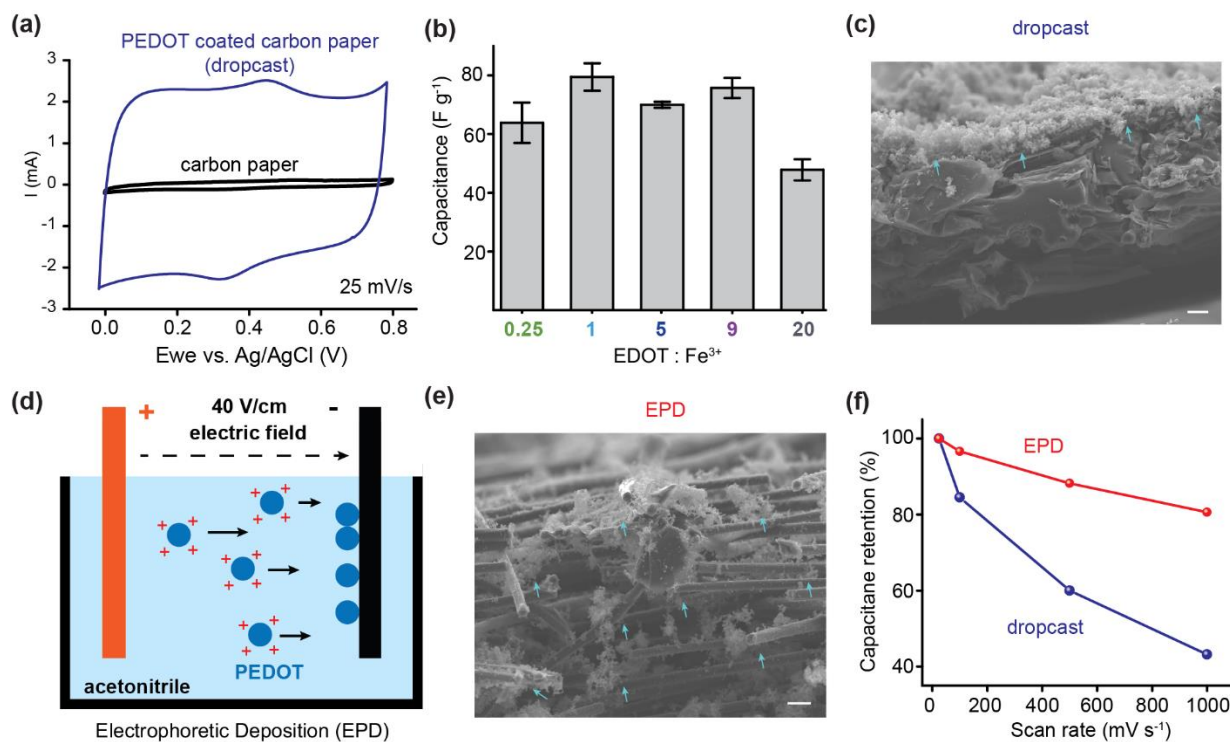 (a)
PEDOT coated carbon paper
(dropcast)
carbon paper
25 mV/s
I (mA)
3
2
1
0
-1
-2
-3
0.0 0.2 0.4 0.6 0.8
Ewe vs. Ag/AgCl (V)
(b)
Capacitance (F g⁻¹)
80
60
40
20
0.25 1 5 9 20
EDOT : Fe³⁺
(c)
dropcast
(d)
+
40 V/cm
electric field
-
PEDOT
acetonitrile
Electrophoretic Deposition (EPD)
(e)
EPD
(f)
Capacitane retention (%)
100
80
60
40
EPD
dropcast
0 200 400 600 800 1000
Scan rate (mV s⁻¹)